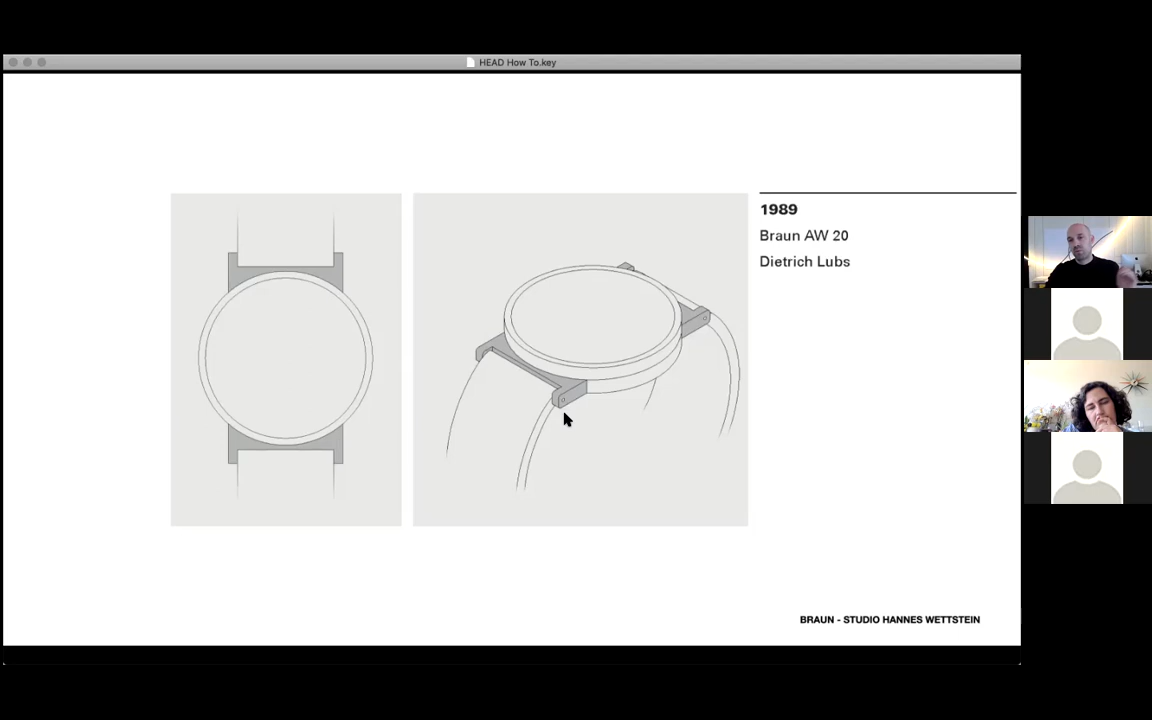 HEAD How To.key
1989
Braun AW 20
Dietrich Lubs
BRAUN - STUDIO HANNES WETTSTEIN